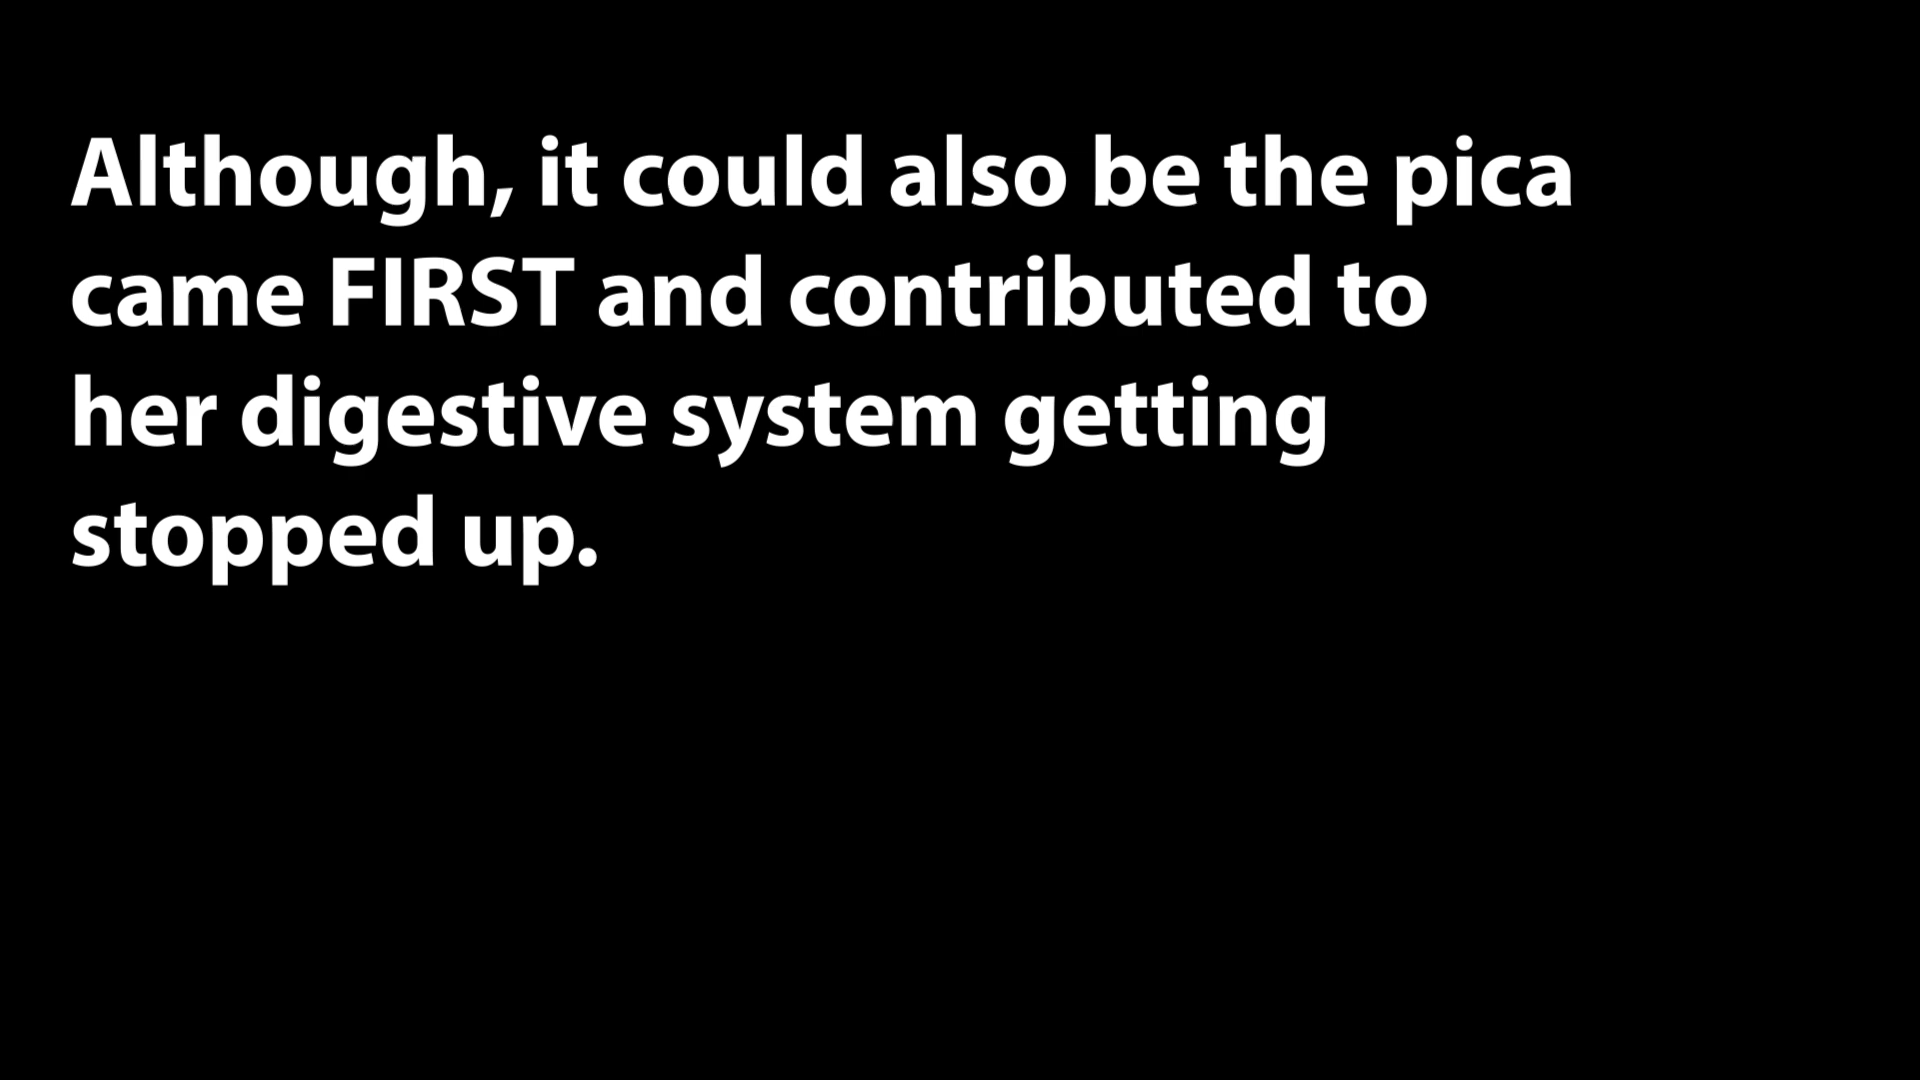 Although, it could also be the pica
came FIRST and contributed to
her digestive system getting
stopped up.